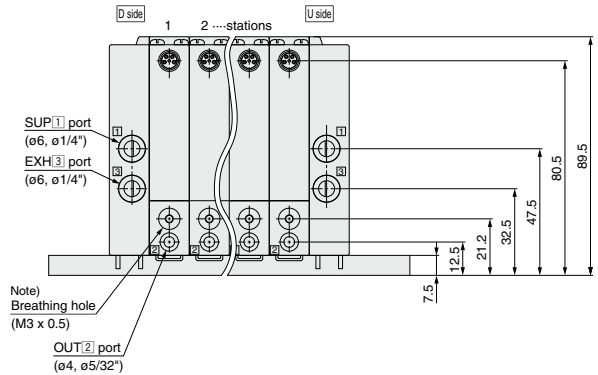 D side
1
2 ····stations
U side
SUP1 port
(ø6, ø1/4")
EXH3 port
(ø6, ø1/4")
1
3
1
3
2
2
Note)
Breathing hole
(M3 x 0.5)
OUT2 port
(ø4, ø5/32")
7.5
12.5
21.2
32.5
47.5
80.5
89.5